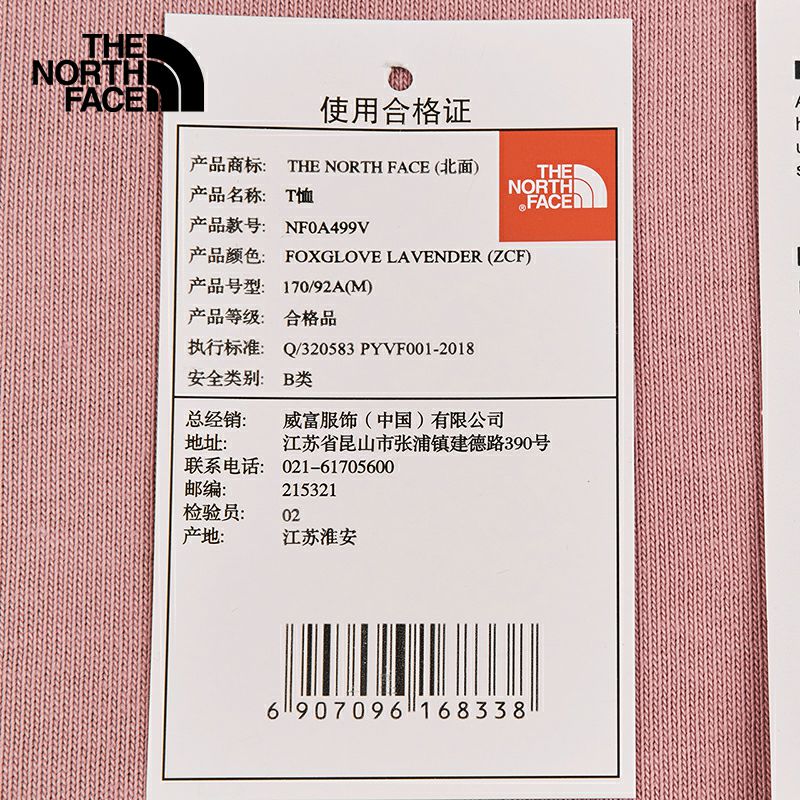 THE
NORTH
FACE
使用合格证
产品商标: THE NORTH FACE (北面)
产品名称: T恤
产品款号: NF0A499V
产品颜色: FOXGLOVE LAVENDER (ZCF)
产品号型: 170/92A(M)
产品等级: 合格品
执行标准: Q/320583 PYVF001-2018
安全类别: B类
THE
NORTH
®FACE
总经销: 威富服饰（中国）有限公司
地址: 江苏省昆山市张浦镇建德路390号
联系电话: 021-61705600
邮编: 215321
检验员: 02
产地: 江苏淮安
6 907096 168338